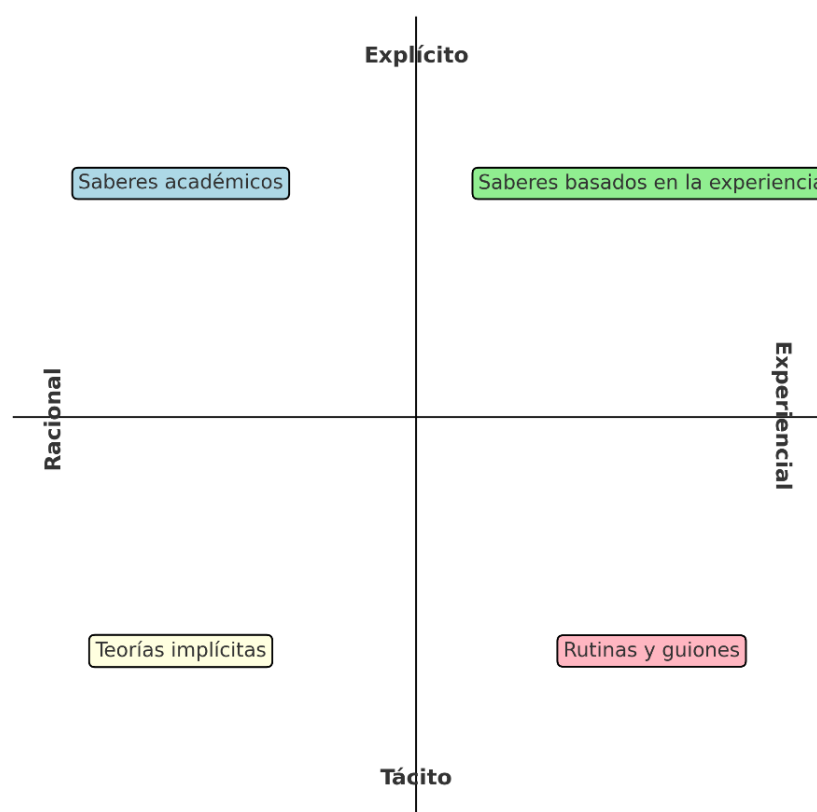 Explícito
Saberes académicos
Saberes basados en la experiencia
Racional
Experiencial
Teorías implícitas
Rutinas y guiones
Tácito